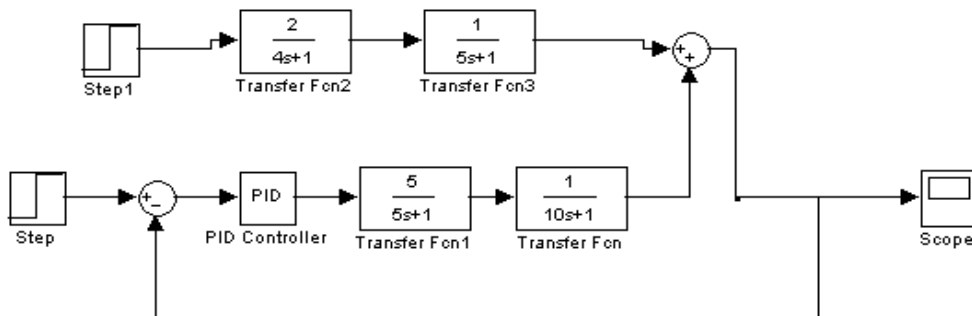 2
4s+1
Transfer Fcn2
1
5s+1
Transfer Fcn3
+
+
Step1
+
−
PID
PID Controller
5
5s+1
Transfer Fcn1
1
10s+1
Transfer Fcn
Step
Scope